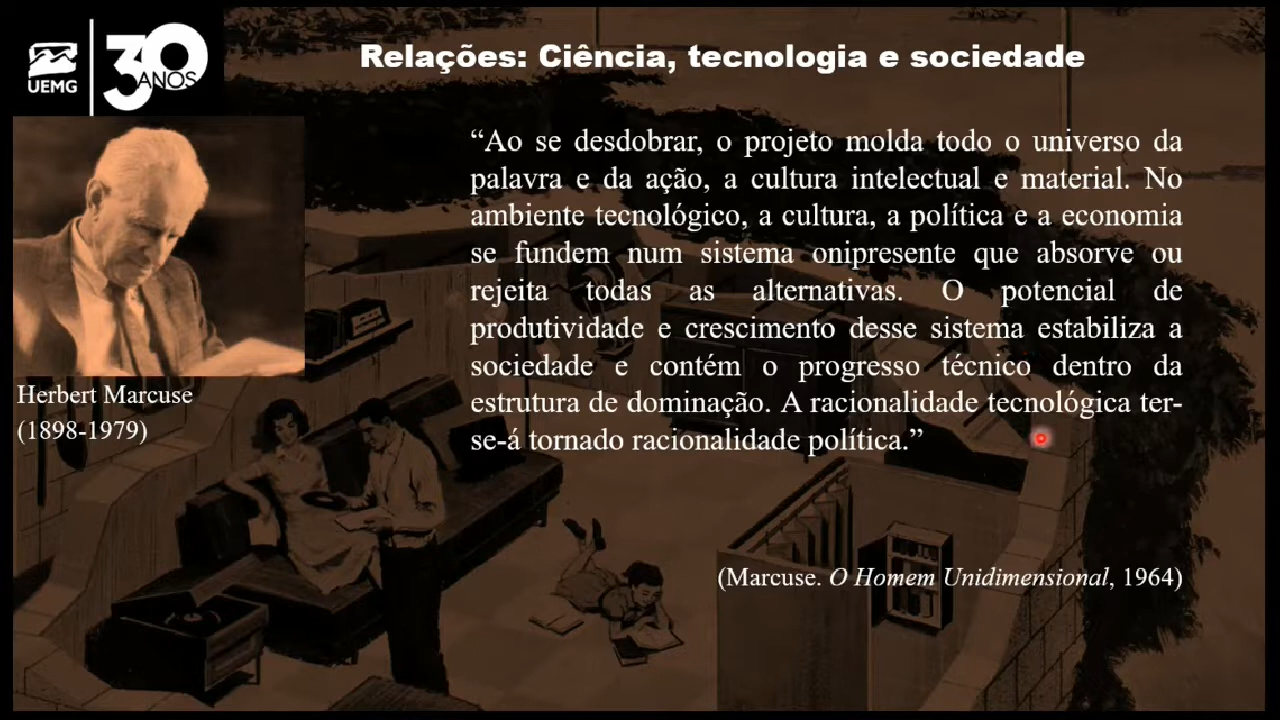 UEMG
30
ANOS
Relações: Ciência, tecnologia e sociedade
“Ao se desdobrar, o projeto molda todo o universo da
palavra e da ação, a cultura intelectual e material. No
ambiente tecnológico, a cultura, a política e a economia
se fundem num sistema onipresente que absorve ou
rejeita todas as alternativas. O potencial de
produtividade e crescimento desse sistema estabiliza a
sociedade e contém o progresso técnico dentro da
estrutura de dominação. A racionalidade tecnológica ter-
se-á tornado racionalidade política.”
Herbert Marcuse
(1898-1979)
(Marcuse. O Homem Unidimensional, 1964)